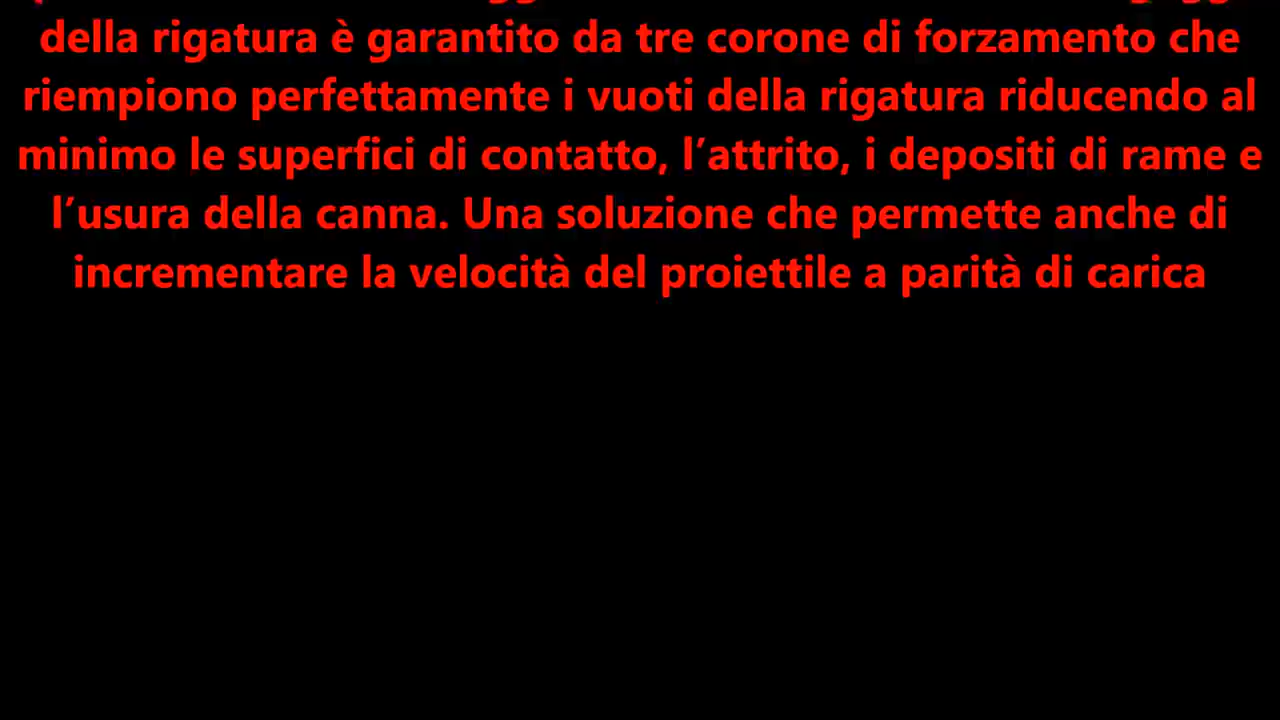 della rigatura è garantito da tre corone di forzamento che
riempiono perfettamente i vuoti della rigatura riducendo al
minimo le superfici di contatto, l’attrito, i depositi di rame e
l’usura della canna. Una soluzione che permette anche di
incrementare la velocità del proiettile a parità di carica